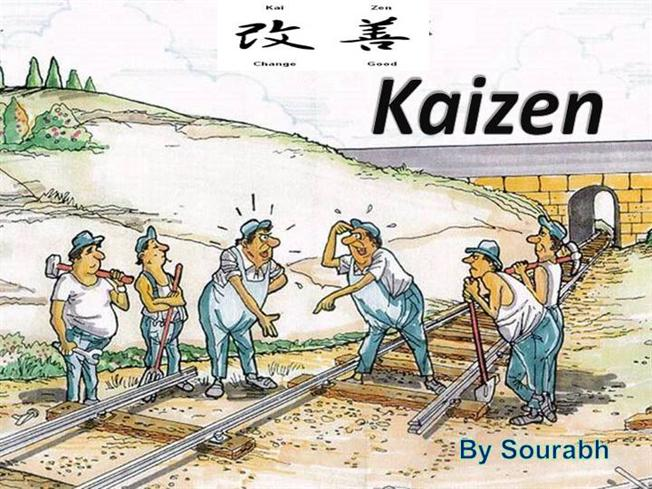 Kai Zen
改善
Change Good
Kaizen
By Sourabh